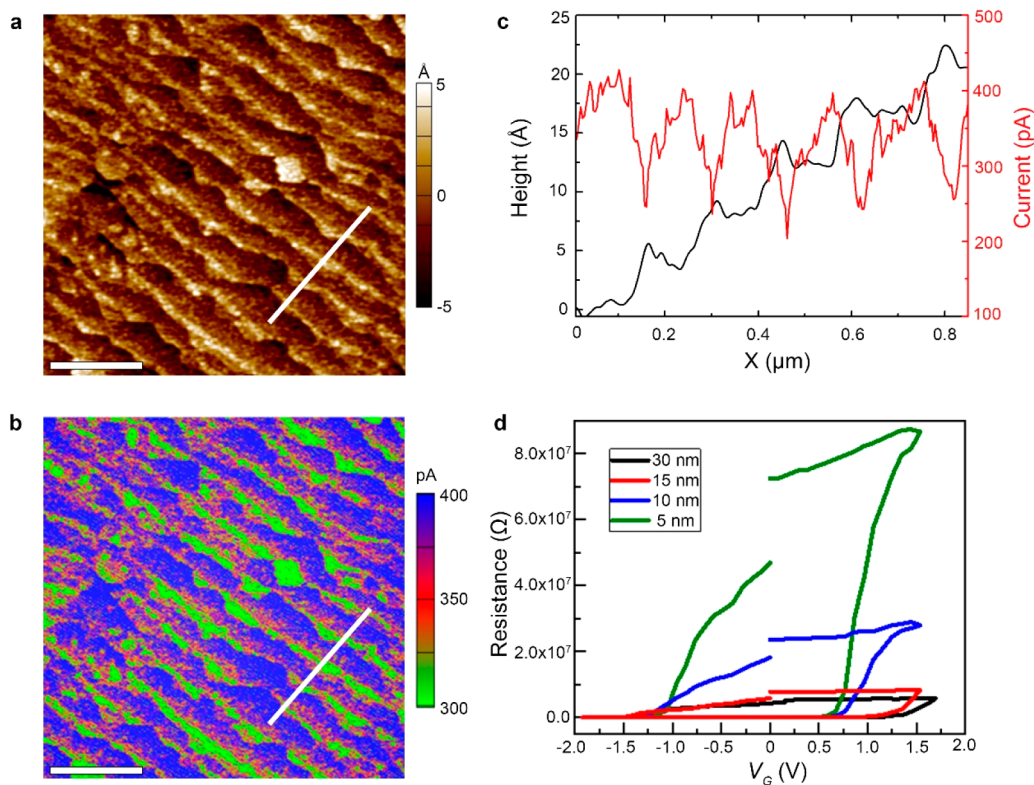 a
Å
5
0
-5
b
pA
400
350
300
c
Height (Å)
25
20
15
10
5
0
0.0
0.2
0.4
0.6
0.8
X (μm)
500
400
300
200
100
Current (pA)
d
Resistance (Ω)
8.0x10⁷
6.0x10⁷
4.0x10⁷
2.0x10⁷
0.0
30 nm
15 nm
10 nm
5 nm
-2.0
-1.5
-1.0
-0.5
0
0.5
1.0
1.5
2.0
V_G (V)